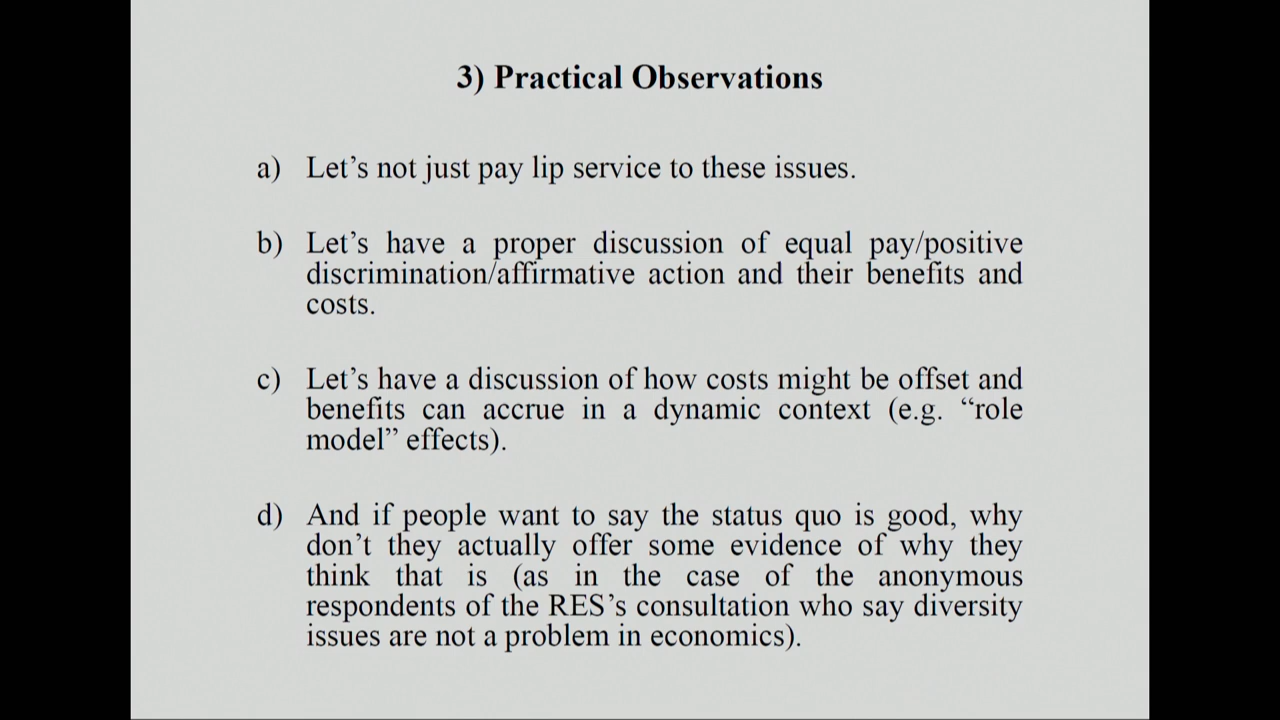 3) Practical Observations
a) Let’s not just pay lip service to these issues.
b) Let’s have a proper discussion of equal pay/positive
discrimination/affirmative action and their benefits and
costs.
c) Let’s have a discussion of how costs might be offset and
benefits can accrue in a dynamic context (e.g. “role
model” effects).
d) And if people want to say the status quo is good, why
don’t they actually offer some evidence of why they
think that is (as in the case of the anonymous
respondents of the RES’s consultation who say diversity
issues are not a problem in economics).